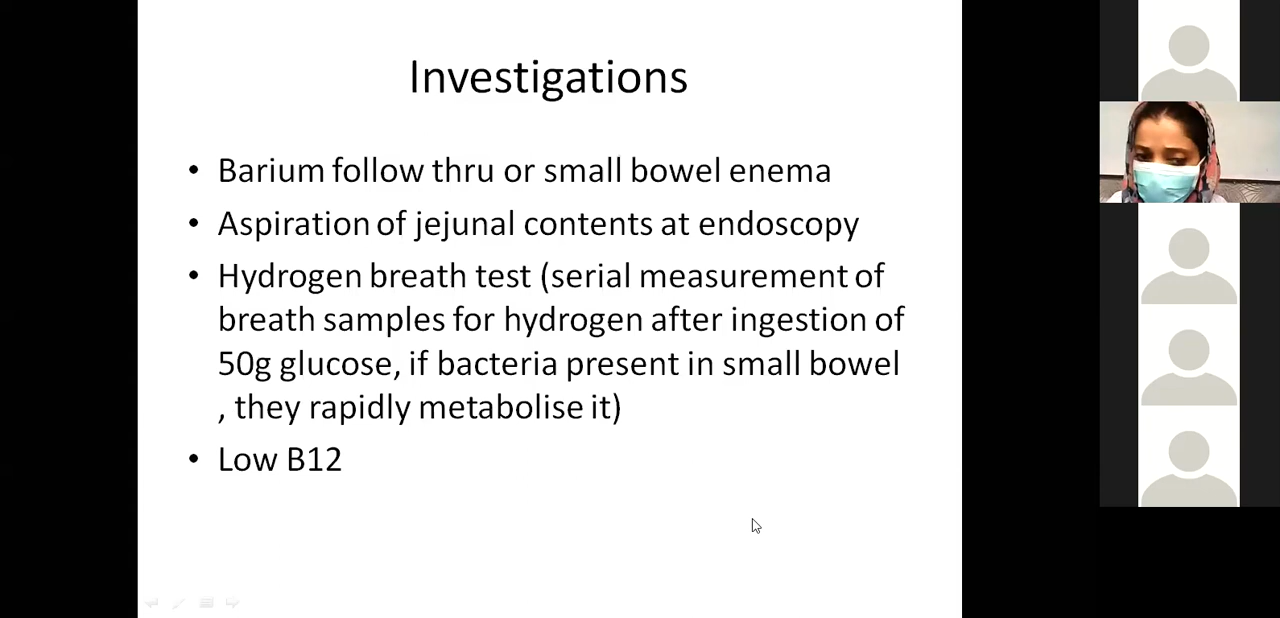 Investigations
• Barium follow thru or small bowel enema
• Aspiration of jejunal contents at endoscopy
• Hydrogen breath test (serial measurement of
breath samples for hydrogen after ingestion of
50g glucose, if bacteria present in small bowel
, they rapidly metabolise it)
• Low B12